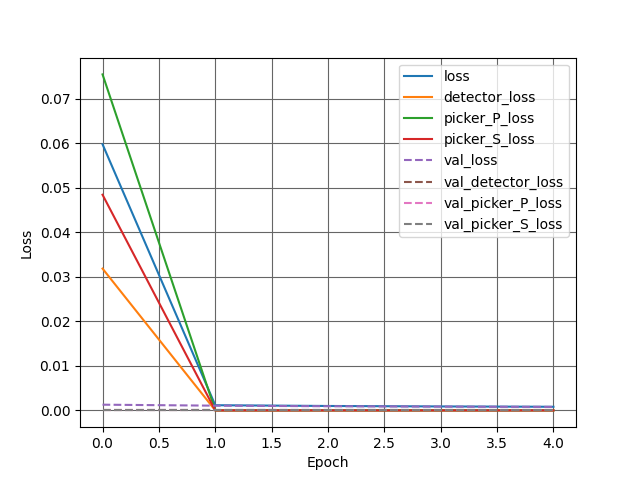 0.07
0.06
0.05
0.04
0.03
0.02
0.01
0.00
Loss
loss
detector_loss
picker_P_loss
picker_S_loss
val_loss
val_detector_loss
val_picker_P_loss
val_picker_S_loss
0.0 0.5 1.0 1.5 2.0 2.5 3.0 3.5 4.0
Epoch